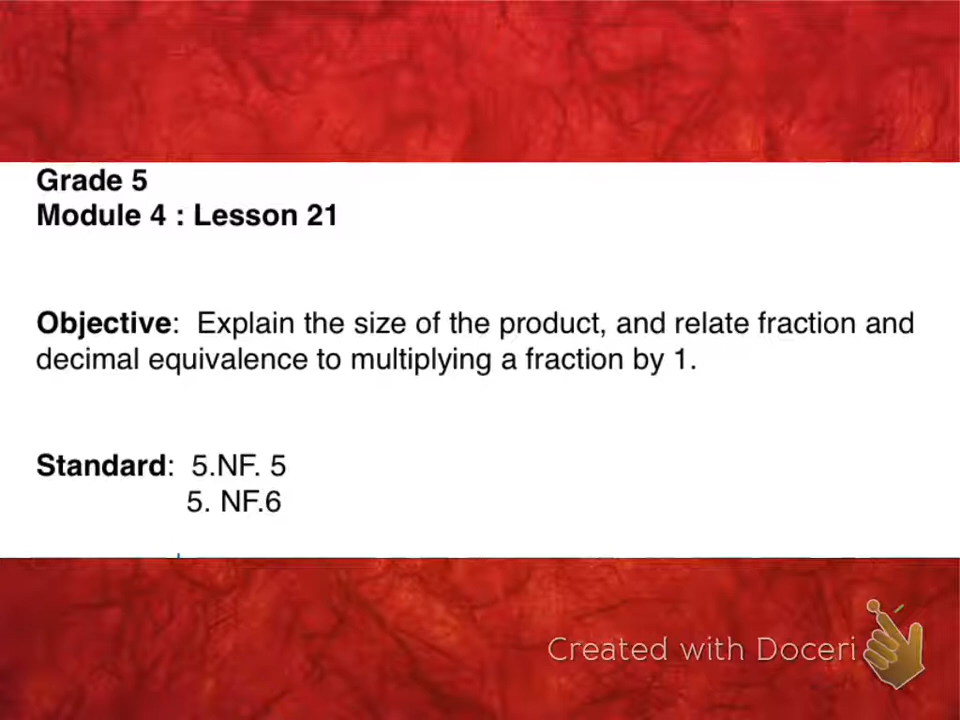 Grade 5
Module 4 : Lesson 21
Objective:  Explain the size of the product, and relate fraction and
decimal equivalence to multiplying a fraction by 1.
Standard:  5.NF. 5
5. NF.6
Created with Doceri